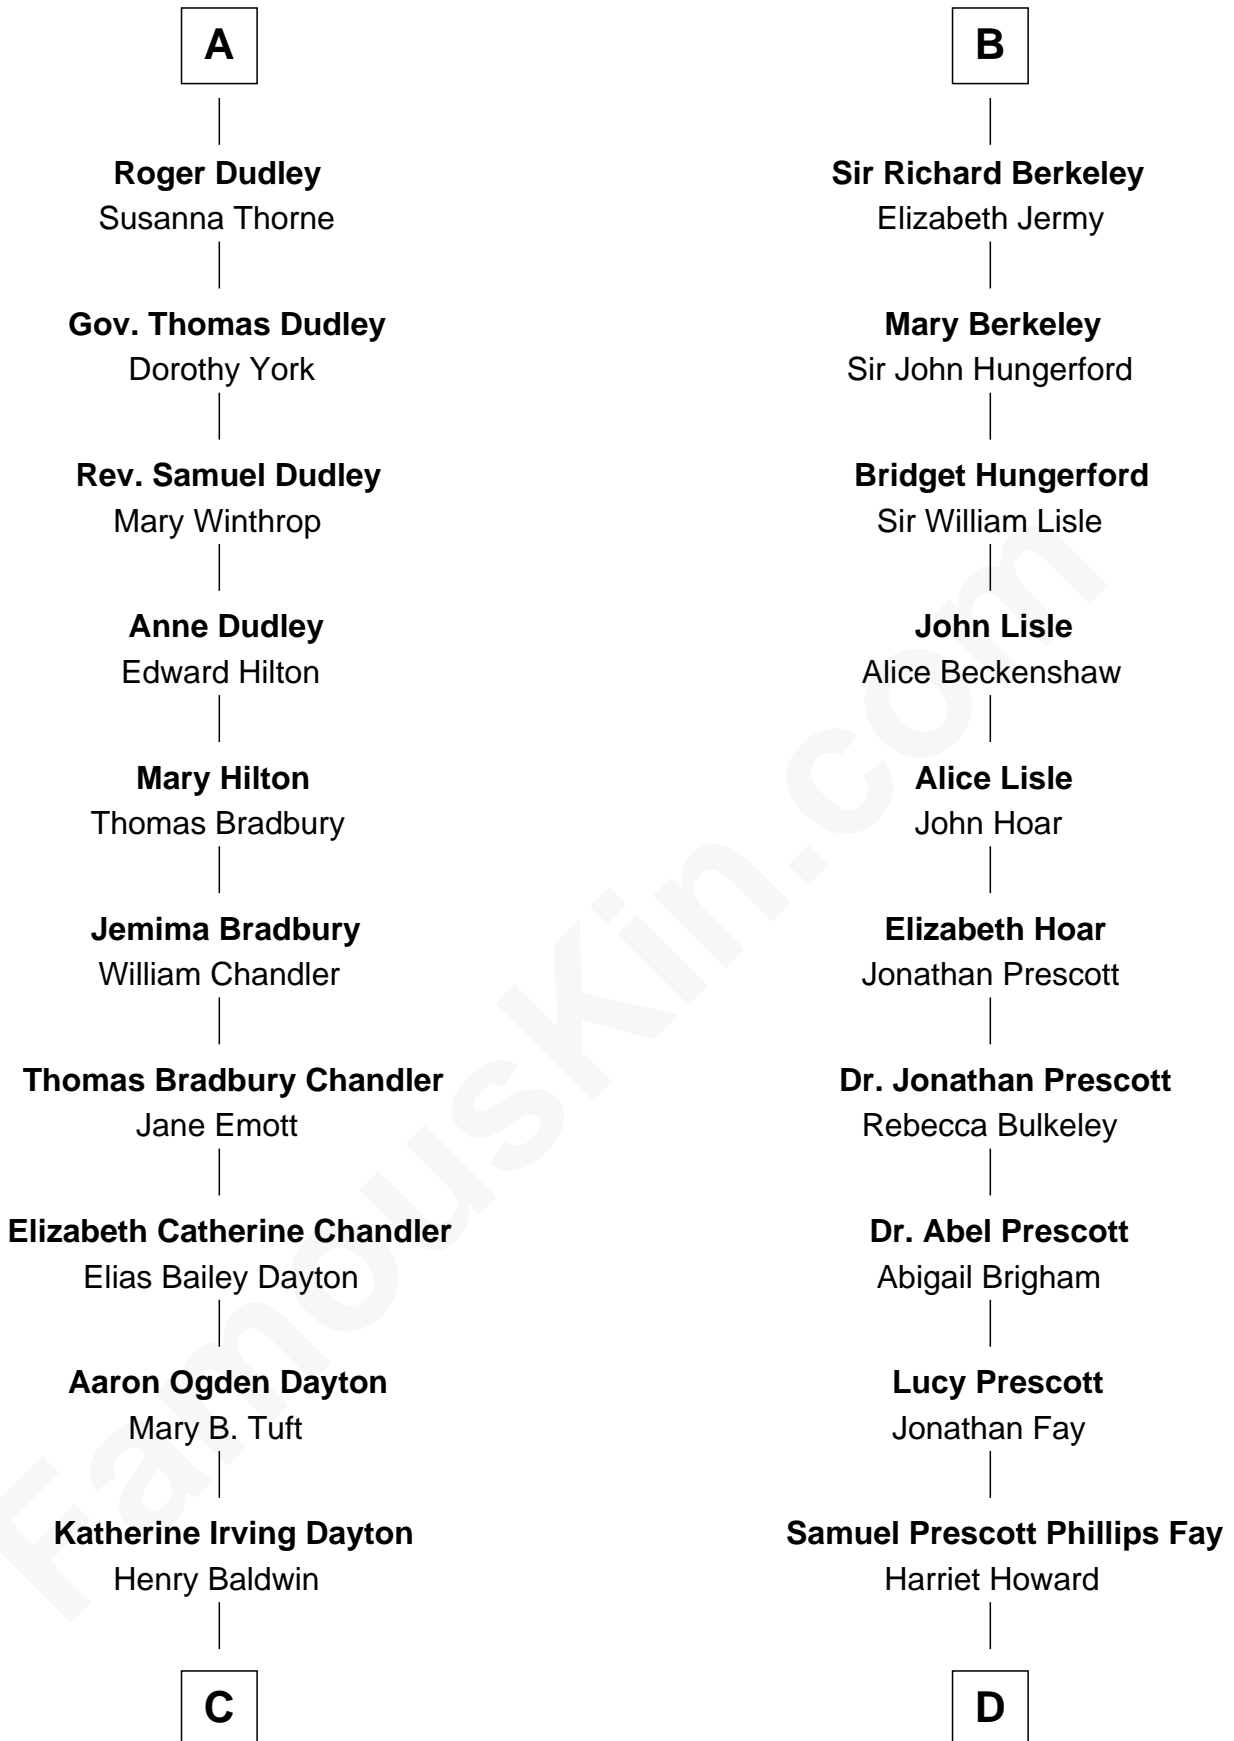 A
Roger Dudley
Susanna Thorne
Gov. Thomas Dudley
Dorothy York
Rev. Samuel Dudley
Mary Winthrop
Anne Dudley
Edward Hilton
Mary Hilton
Thomas Bradbury
Jemima Bradbury
William Chandler
Thomas Bradbury Chandler
Jane Emott
Elizabeth Catherine Chandler
Elias Bailey Dayton
Aaron Ogden Dayton
Mary B. Tuft
Katherine Irving Dayton
Henry Baldwin
C
B
Sir Richard Berkeley
Elizabeth Jermy
Mary Berkeley
Sir John Hungerford
Bridget Hungerford
Sir William Lisle
John Lisle
Alice Beckenshaw
Alice Lisle
John Hoar
Elizabeth Hoar
Jonathan Prescott
Dr. Jonathan Prescott
Rebecca Bulkeley
Dr. Abel Prescott
Abigail Brigham
Lucy Prescott
Jonathan Fay
Samuel Prescott Phillips Fay
Harriet Howard
D
FamousKin.com